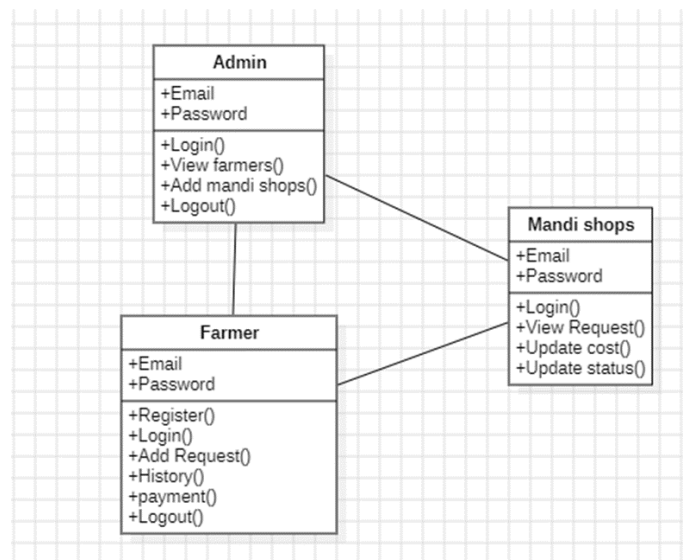 Admin
+Email
+Password
+Login()
+View farmers()
+Add mandi shops()
+Logout()
Mandi shops
+Email
+Password
+Login()
+View Request()
+Update cost()
+Update status()
Farmer
+Email
+Password
+Register()
+Login()
+Add Request()
+History()
+payment()
+Logout()